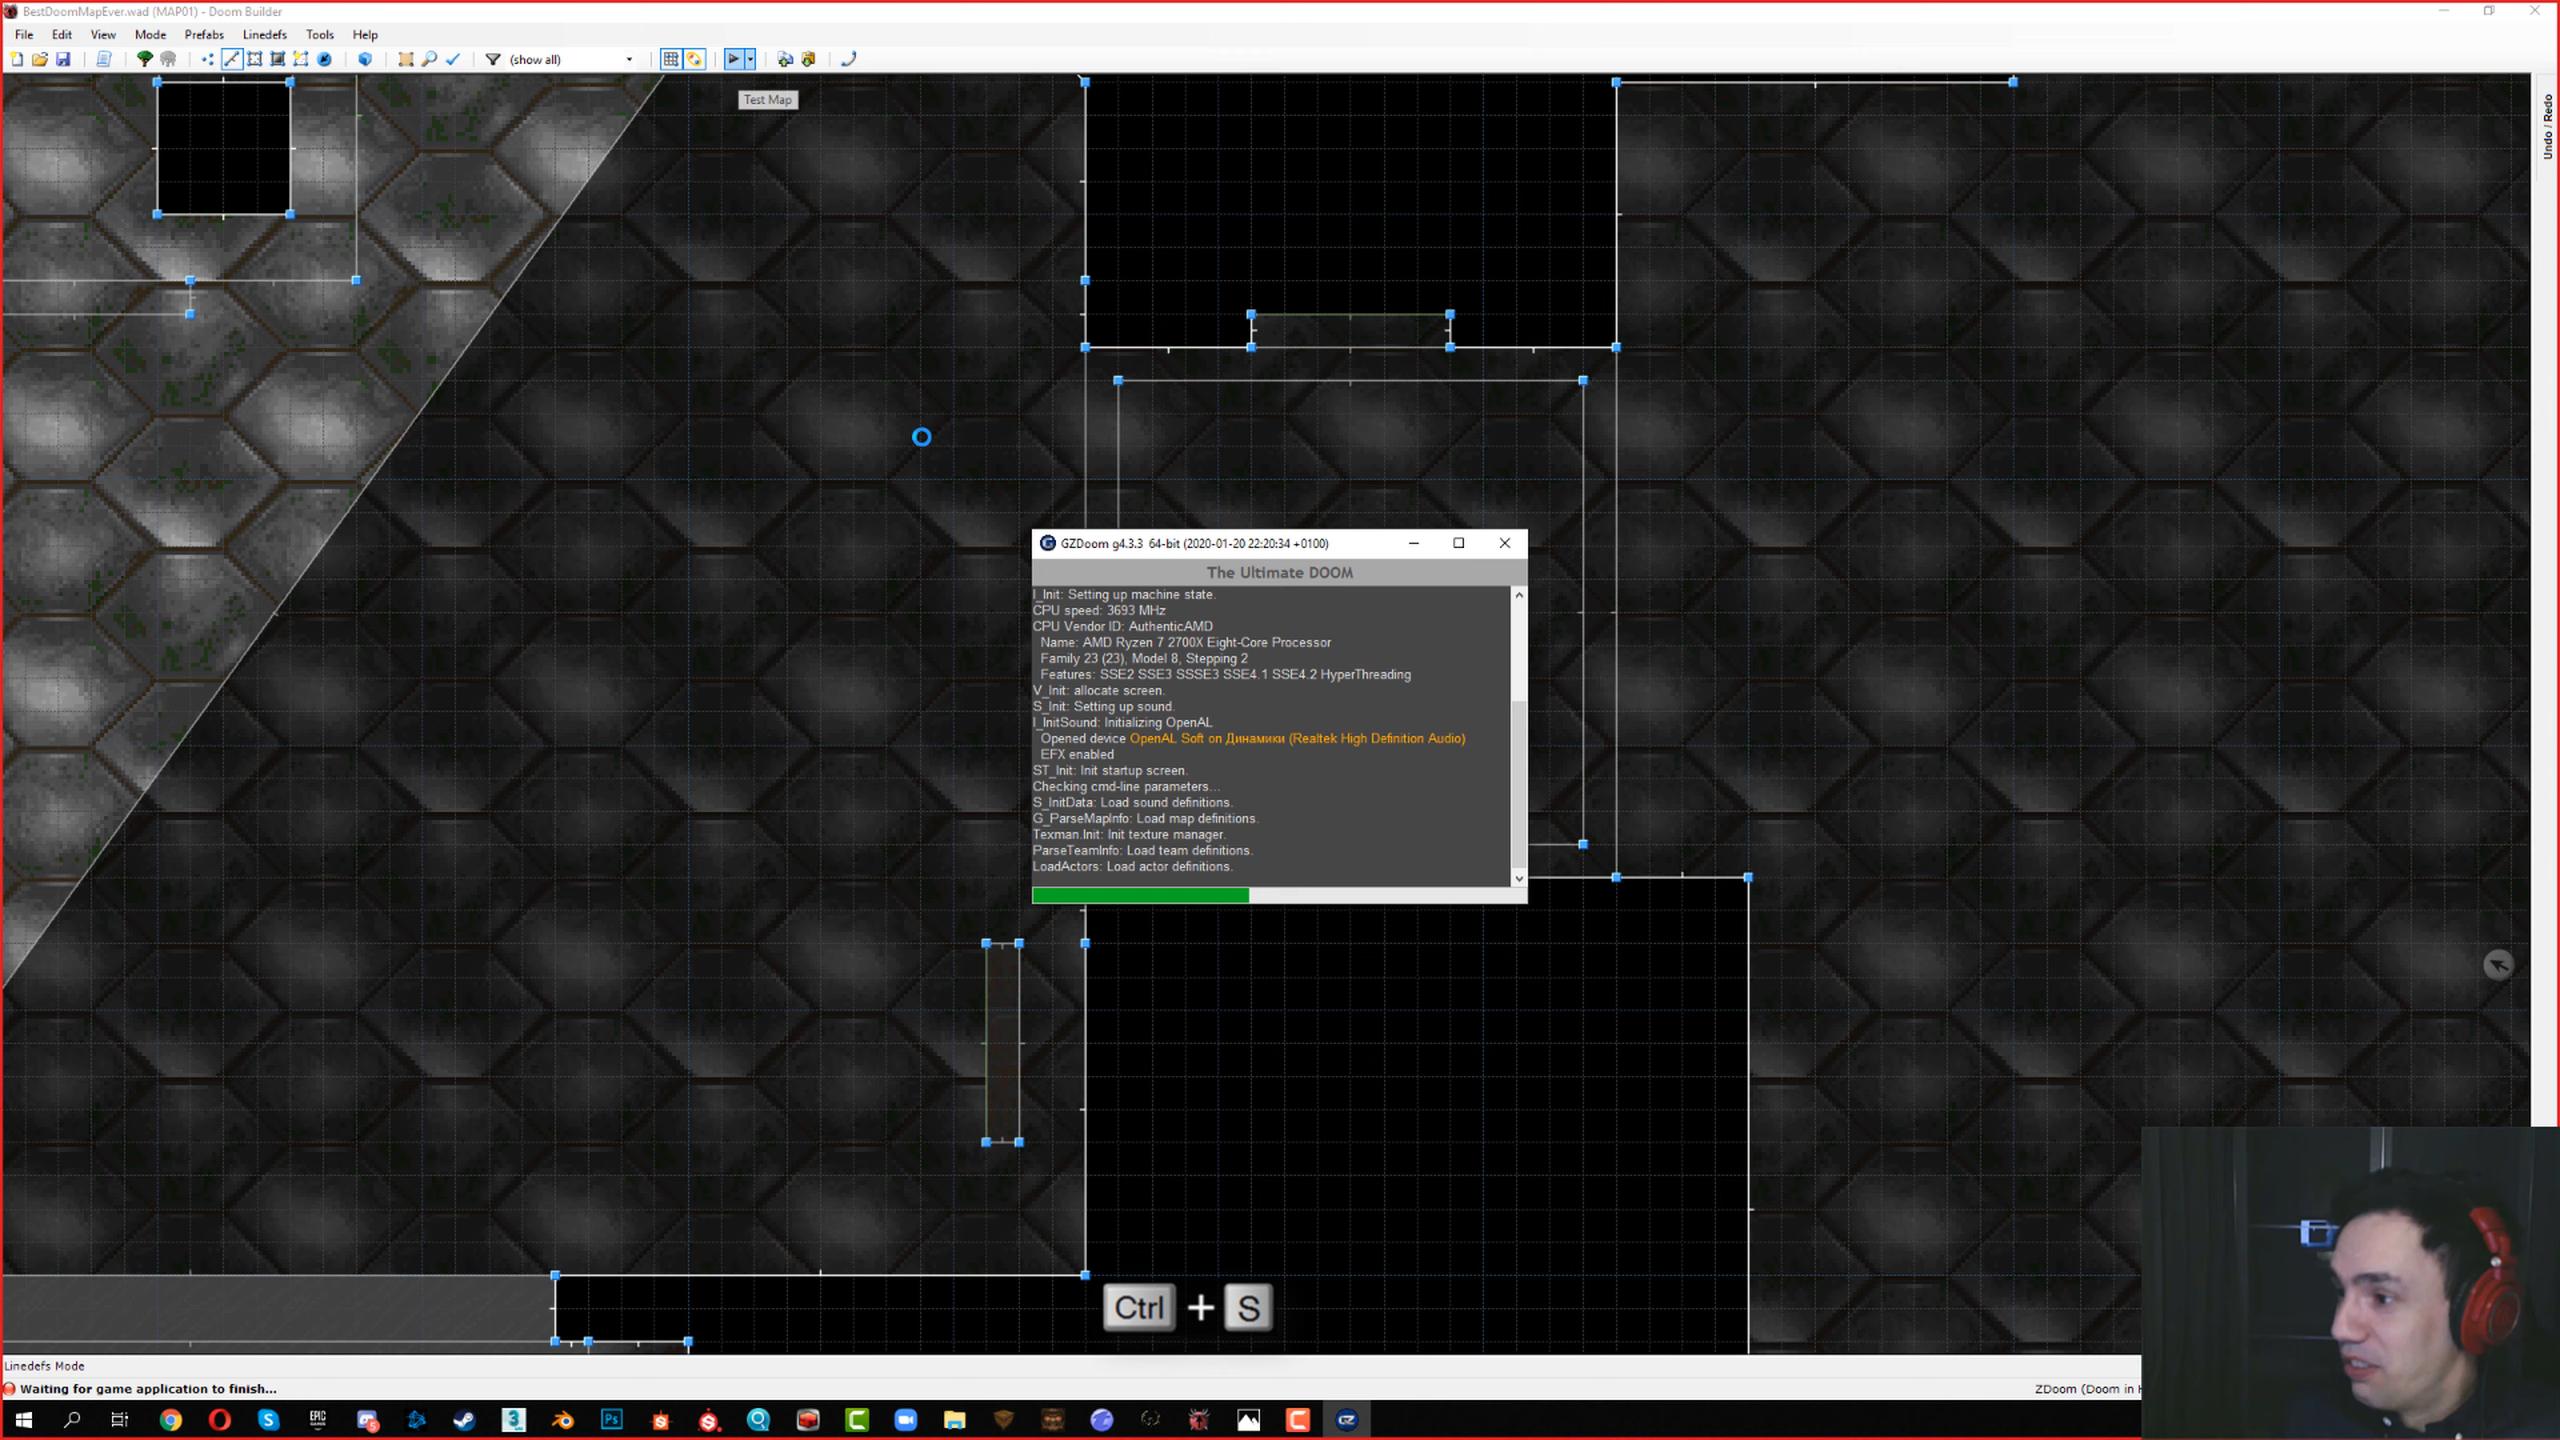 BestDoomMapEver.wad (MAP01) - Doom Builder
File Edit View Mode Prefabs Linedefs Tools Help
(show all)
Test Map
Undo / Redo
GZDoom g4.3.3 64-bit (2020-01-20 22:20:34 +0100)
The Ultimate DOOM
I_Init: Setting up machine state.
CPU speed: 3693 MHz
CPU Vendor ID: AuthenticAMD
Name: AMD Ryzen 7 2700X Eight-Core Processor
Family 23 (23), Model 8, Stepping 2
Features: SSE2 SSE3 SSSE3 SSE4.1 SSE4.2 HyperThreading
V_Init: allocate screen.
S_Init: Setting up sound.
I_InitSound: Initializing OpenAL
Opened device OpenAL Soft on Динамики (Realtek High Definition Audio)
EFX enabled
ST_Init: Init startup screen.
Checking cmd-line parameters...
S_InitData: Load sound definitions.
G_ParseMapInfo: Load map definitions.
Texman.Init: Init texture manager.
ParseTeamInfo: Load team definitions.
LoadActors: Load actor definitions.
Ctrl + S
Linedefs Mode
Waiting for game application to finish...
ZDoom (Doom in H
EPIC
Ps